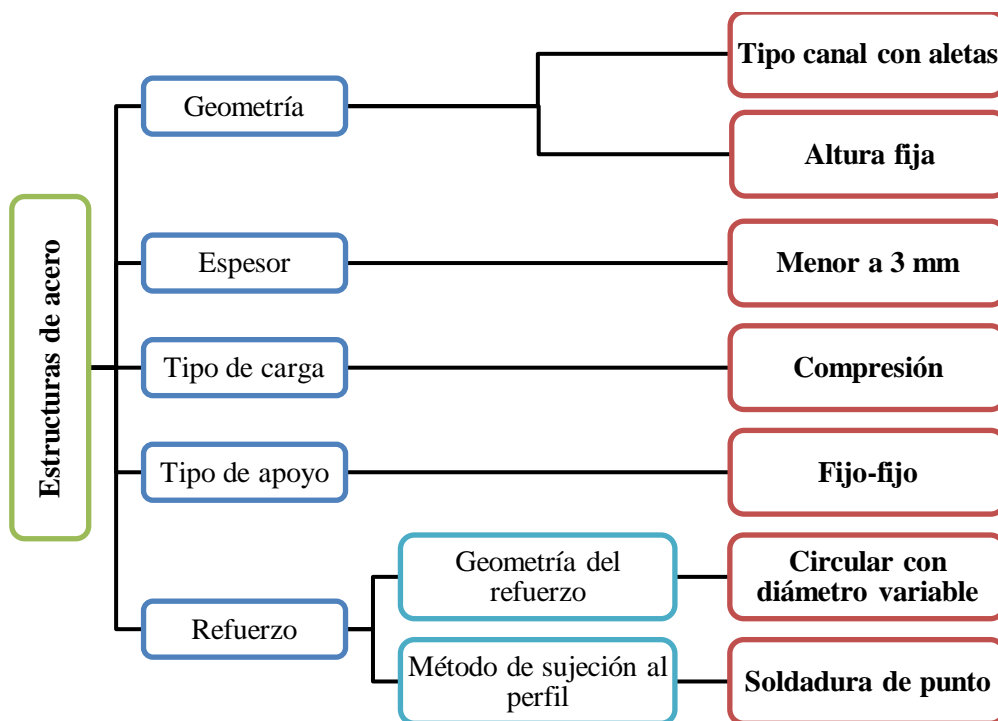 Estructuras de acero
Geometría
Tipo canal con aletas
Altura fija
Espesor
Menor a 3 mm
Tipo de carga
Compresión
Tipo de apoyo
Fijo-fijo
Refuerzo
Geometría del
refuerzo
Circular con
diámetro variable
Método de sujeción al
perfil
Soldadura de punto